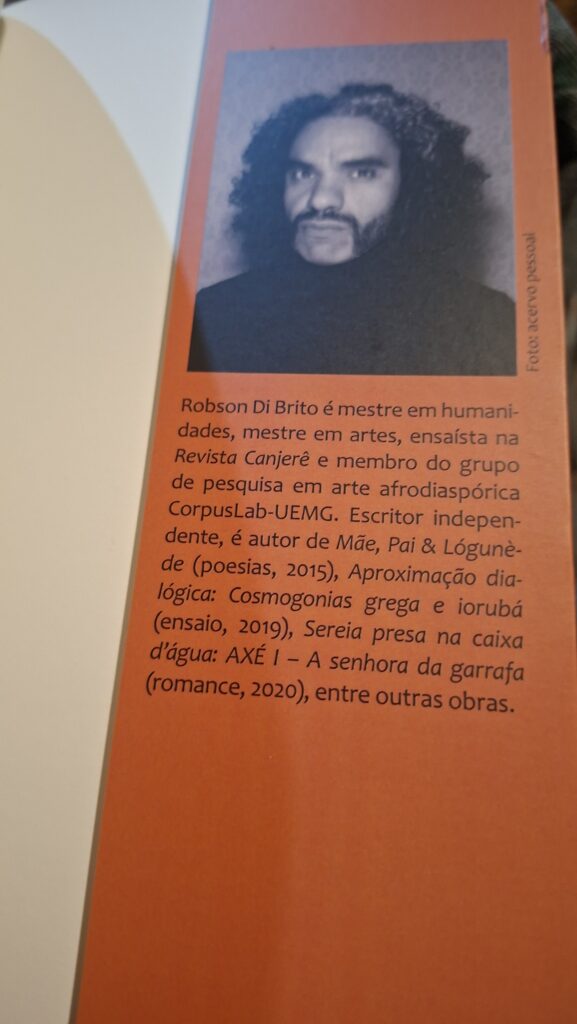 Foto: acervo pessoal
Robson Di Brito é mestre em humani-
dades, mestre em artes, ensaísta na
Revista Canjerê e membro do grupo
de pesquisa em arte afrodiaspórica
CorpusLab-UEMG. Escritor indepen-
dente, é autor de Mãe, Pai & Lógunè-
de (poesias, 2015), Aproximação dia-
lógica: Cosmogonias grega e iorubá
(ensaio, 2019), Sereia presa na caixa
d'água: AXÉ I – A senhora da garrafa
(romance, 2020), entre outras obras.